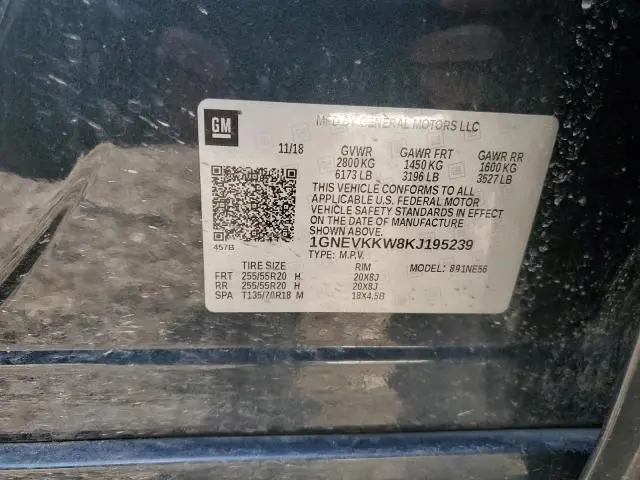 GM
MFD BY GENERAL MOTORS LLC
11/18 GVWR GAWR FRT GAWR RR
2800 KG 1450 KG 1600 KG
6173 LB 3196 LB 3527 LB
THIS VEHICLE CONFORMS TO ALL
APPLICABLE U.S. FEDERAL MOTOR
VEHICLE SAFETY STANDARDS IN EFFECT
ON THE DATE OF MANUFACTURE
SHOWN ABOVE.
457B
1GNEVKKW8KJ195239
TYPE: M.P.V.
TIRE SIZE RIM MODEL: 891NE56
FRT 255/55R20 H 20X8J
RR 255/55R20 H 20X8J
SPA T135/70R18 M 18X4.5B